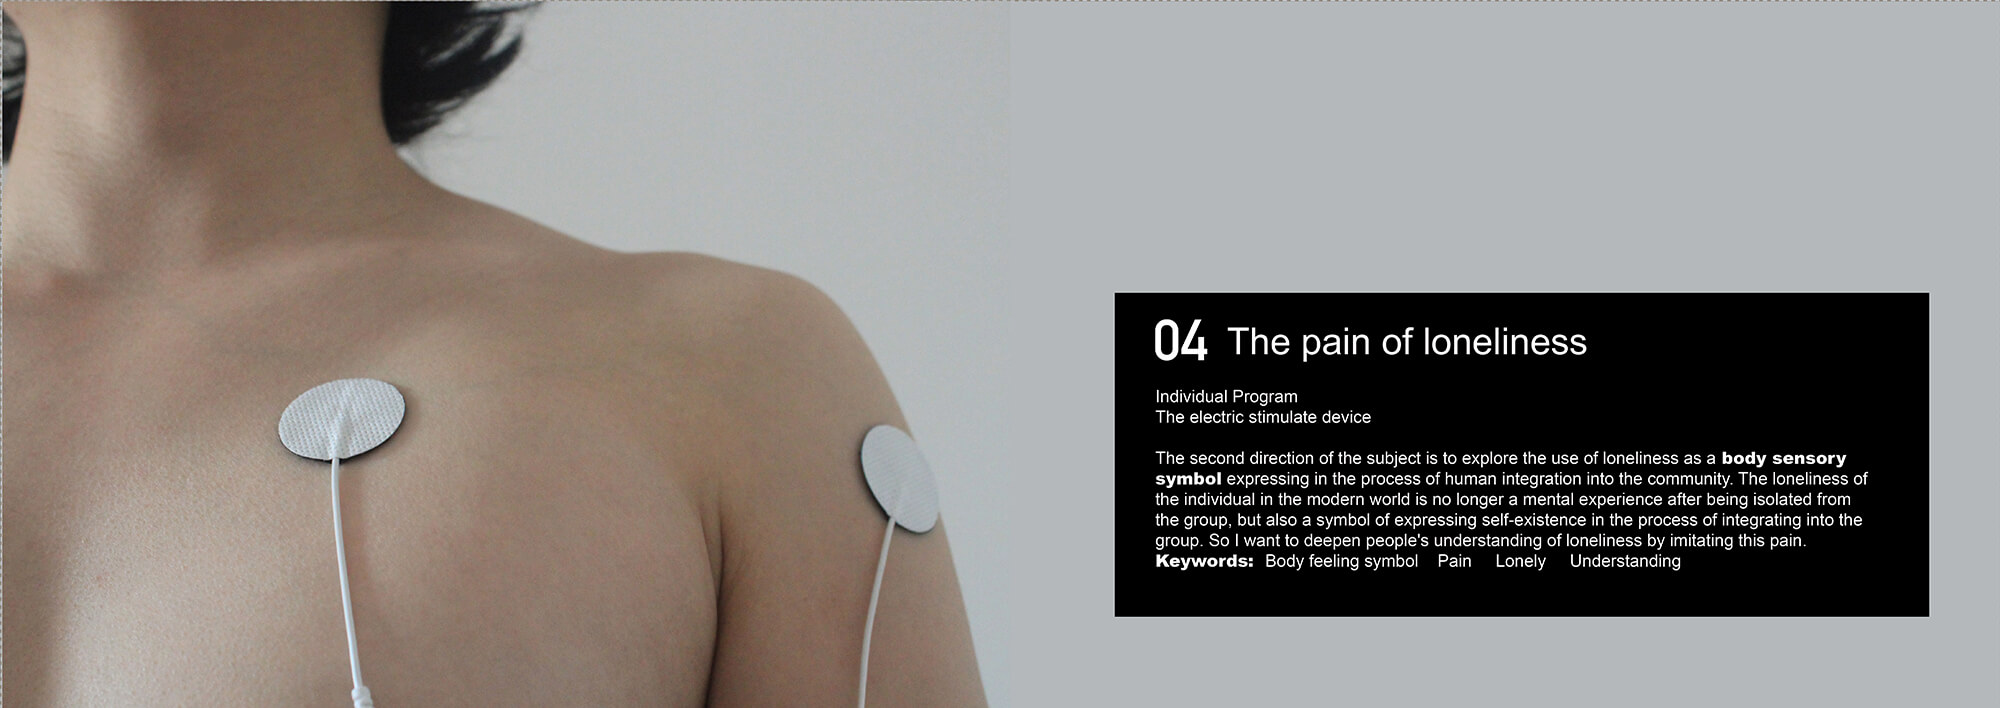 04 The pain of loneliness
Individual Program
The electric stimulate device
The second direction of the subject is to explore the use of loneliness as a body sensory
symbol expressing in the process of human integration into the community. The loneliness of
the individual in the modern world is no longer a mental experience after being isolated from
the group, but also a symbol of expressing self-existence in the process of integrating into the
group. So I want to deepen people's understanding of loneliness by imitating this pain.
Keywords: Body feeling symbol Pain Lonely Understanding